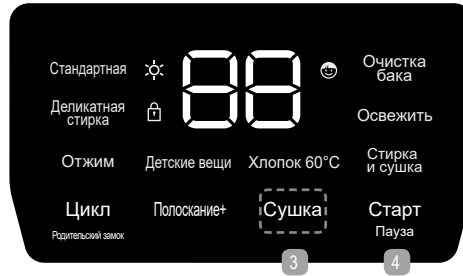 Стандартная
88
Очистка
бака
Деликатная
стирка
Освежить
Отжим
Детские вещи
Хлопок 60°C
Стирка
и сушка
Цикл
Родительский замок
Полоскание+
Сушка
Старт
Пауза
3
4